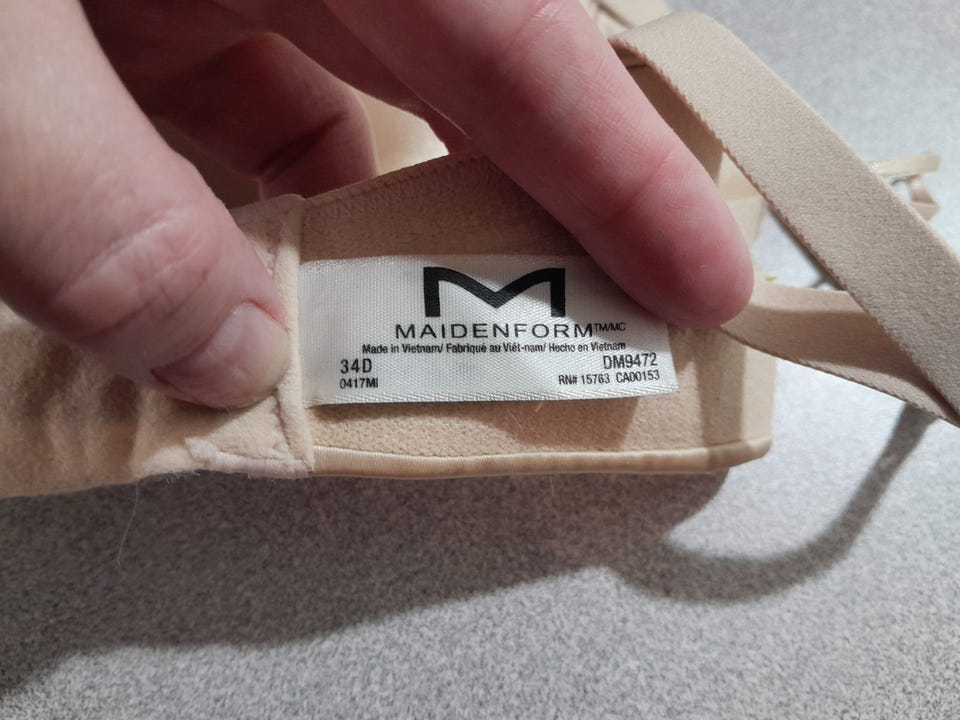 M
MAIDENFORM™/MC
Made in Vietnam/ Fabriqué au Viêt-nam/ Hecho en Vietnam
34D DM9472
0417MI RN# 15763 CA00153